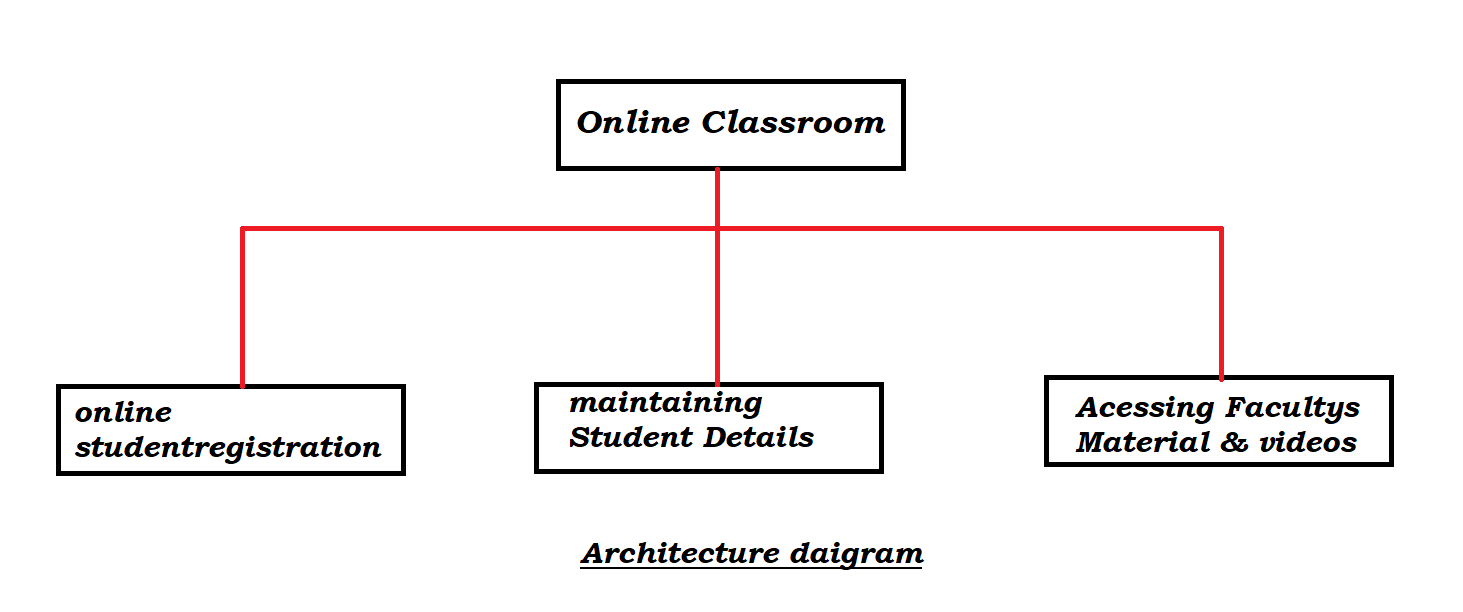 Online Classroom
online
studentregistration
maintaining
Student Details
Acessing Facultys
Material & videos
Architecture daigram